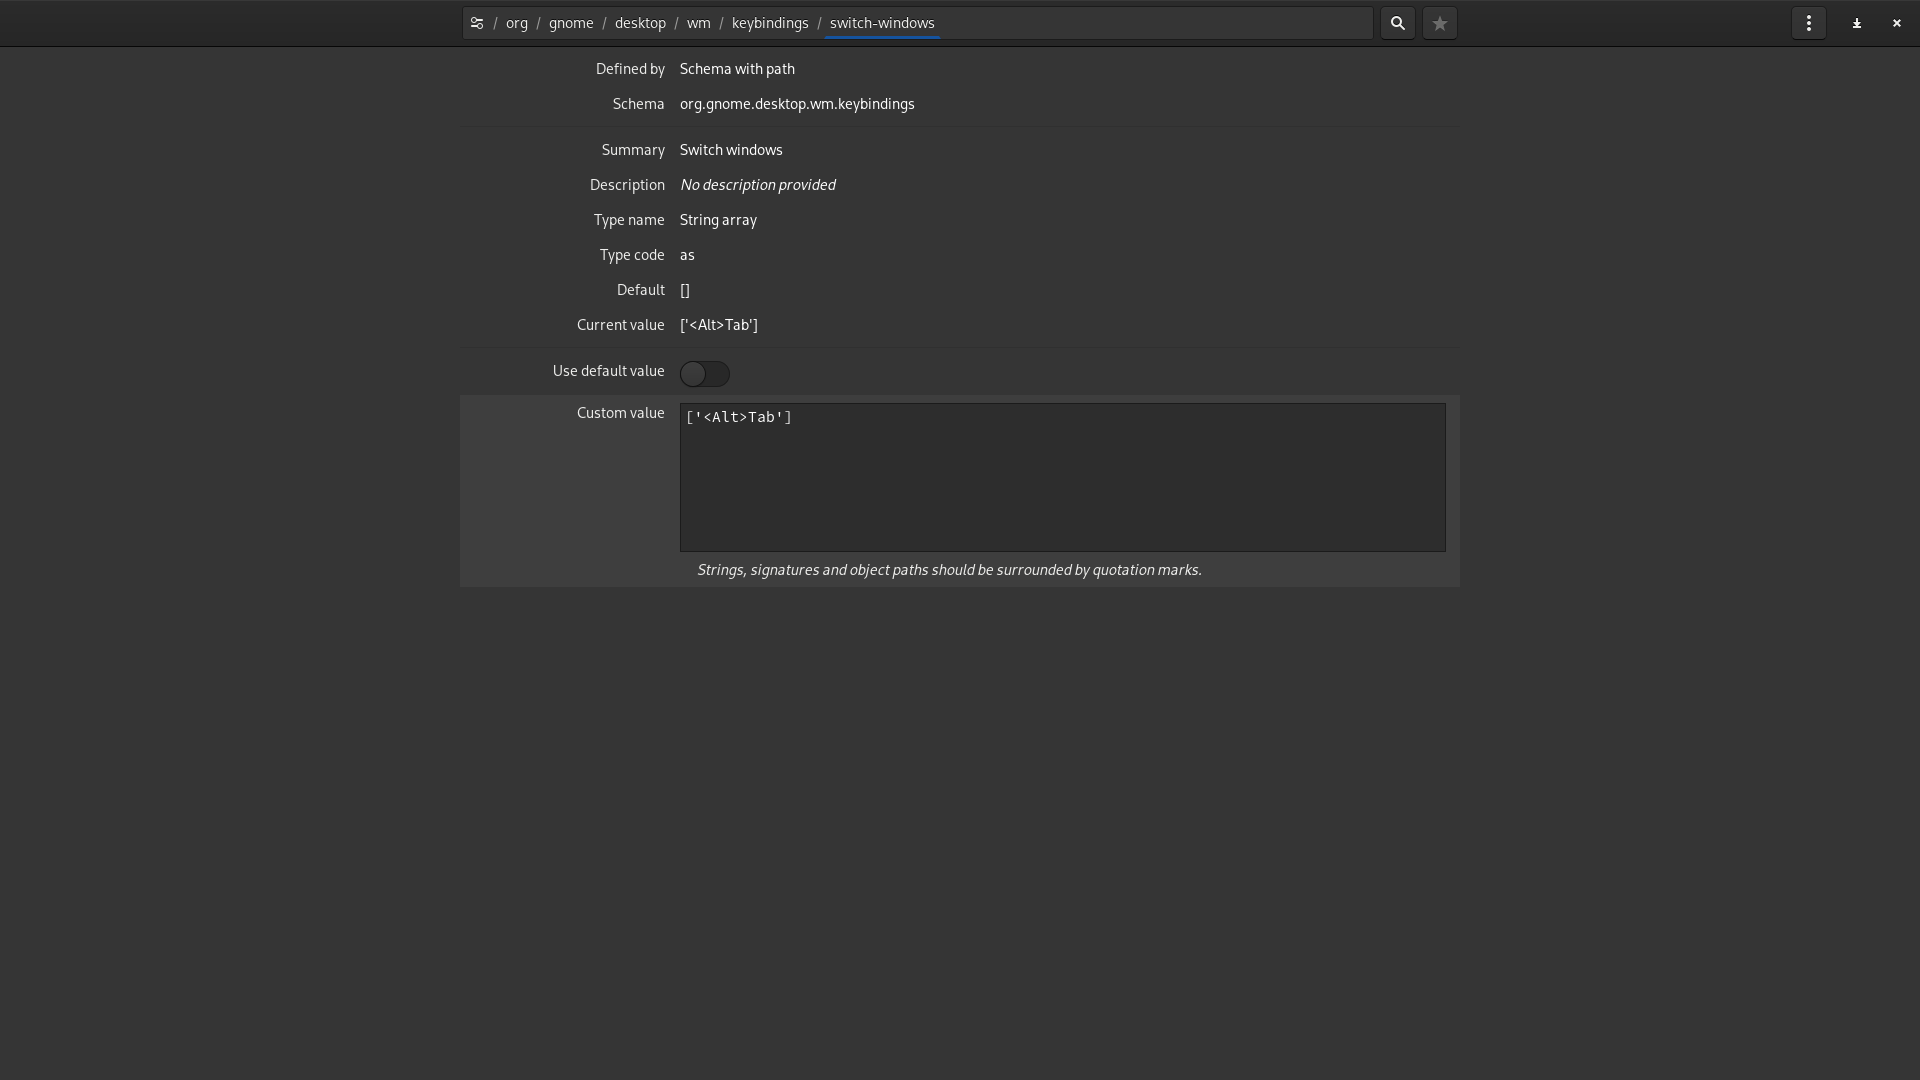 / org / gnome / desktop / wm / keybindings / switch-windows
Defined by Schema with path
Schema org.gnome.desktop.wm.keybindings
Summary Switch windows
Description No description provided
Type name String array
Type code as
Default []
Current value ['<Alt>Tab']
Use default value
Custom value ['<Alt>Tab']
Strings, signatures and object paths should be surrounded by quotation marks.